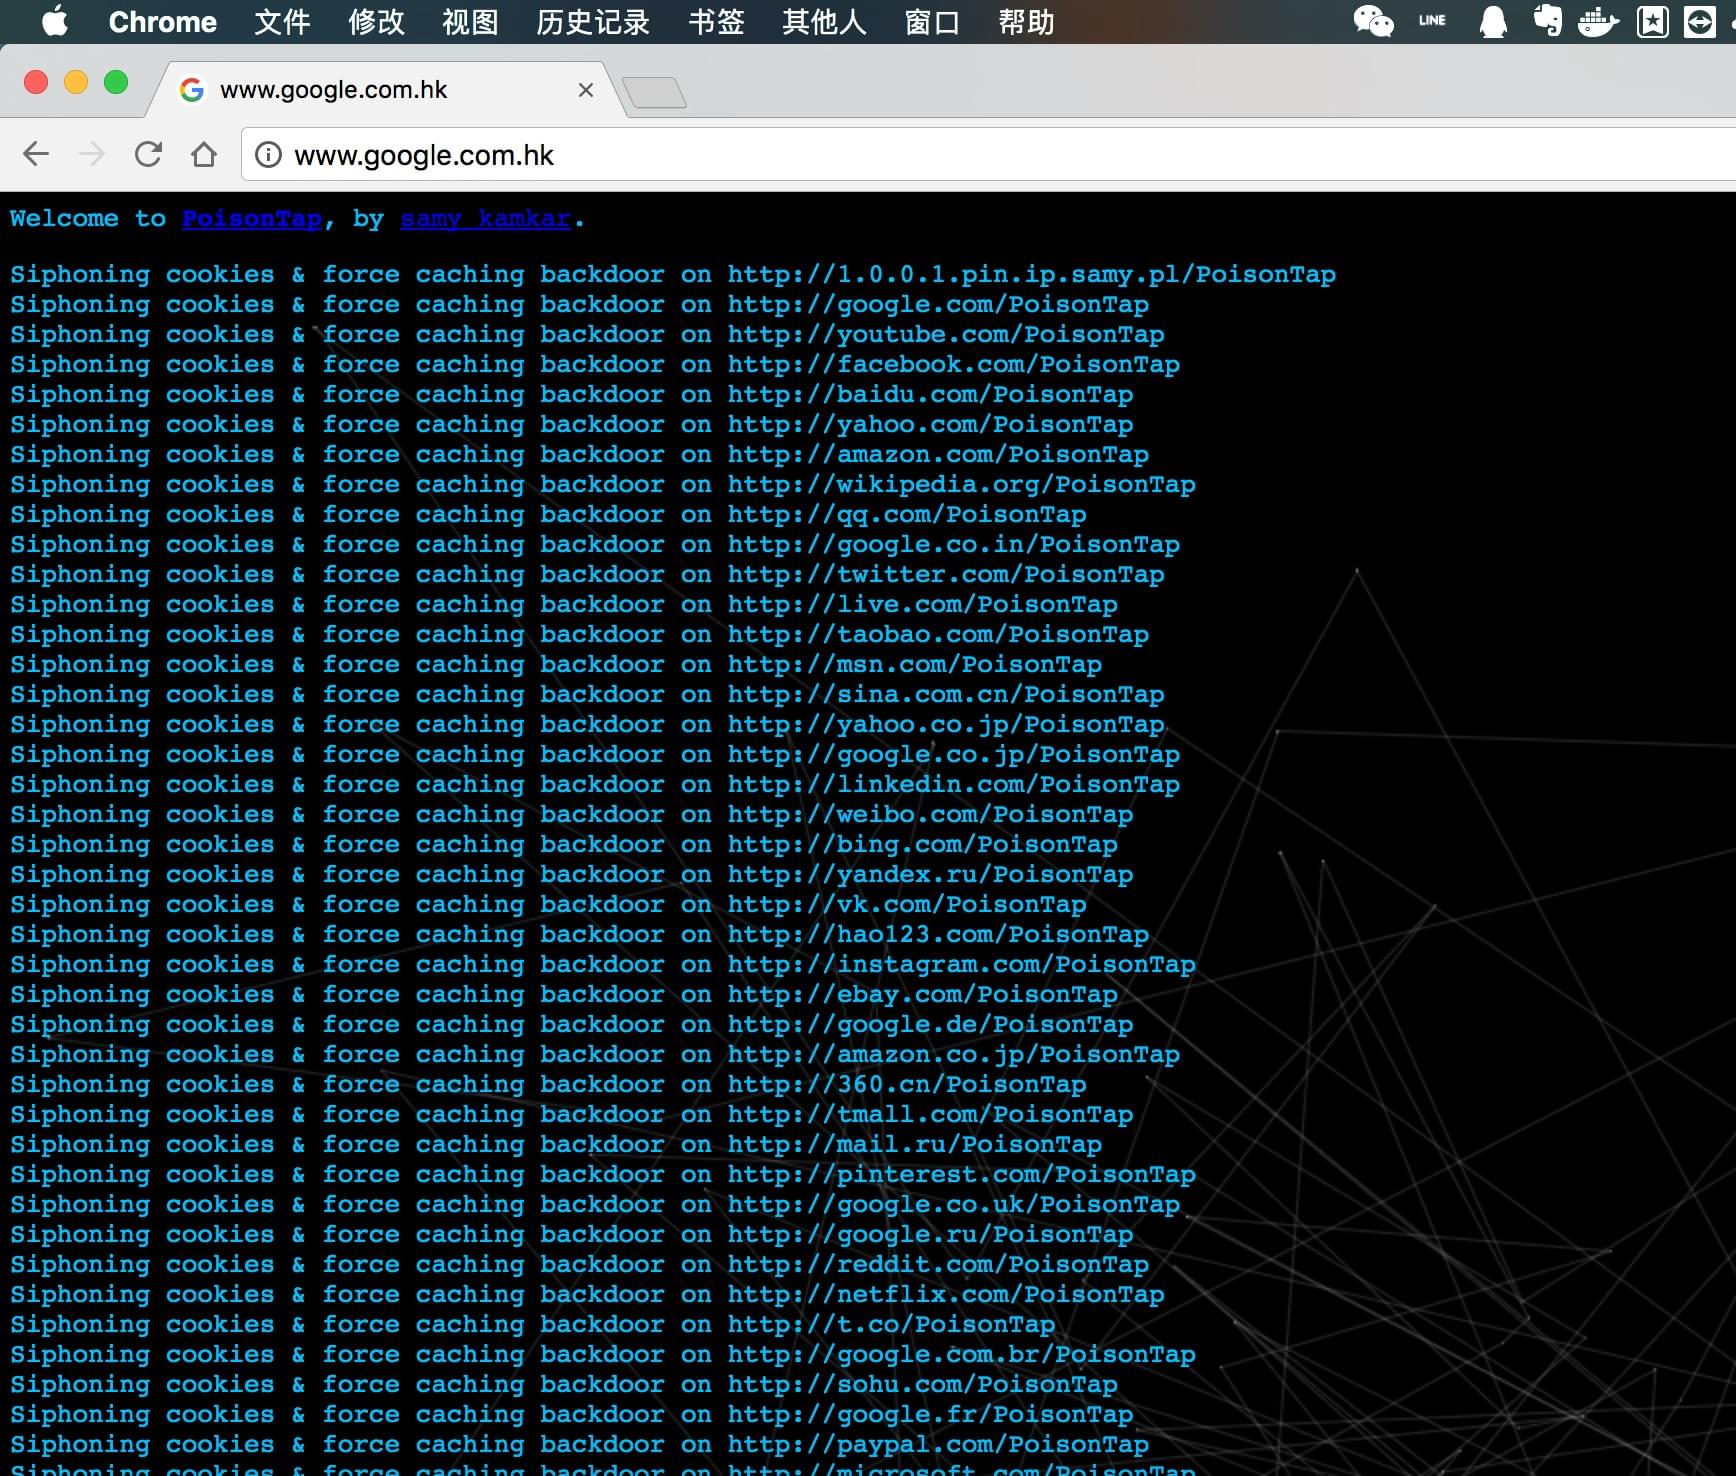 Chrome 文件 修改 视图 历史记录 书签 其他人 窗口 帮助 LINE
www.google.com.hk
www.google.com.hk
Welcome to PoisonTap, by samy kamkar.
Siphoning cookies & force caching backdoor on http://1.0.0.1.pin.ip.samy.pl/PoisonTap
Siphoning cookies & force caching backdoor on http://google.com/PoisonTap
Siphoning cookies & force caching backdoor on http://youtube.com/PoisonTap
Siphoning cookies & force caching backdoor on http://facebook.com/PoisonTap
Siphoning cookies & force caching backdoor on http://baidu.com/PoisonTap
Siphoning cookies & force caching backdoor on http://yahoo.com/PoisonTap
Siphoning cookies & force caching backdoor on http://amazon.com/PoisonTap
Siphoning cookies & force caching backdoor on http://wikipedia.org/PoisonTap
Siphoning cookies & force caching backdoor on http://qq.com/PoisonTap
Siphoning cookies & force caching backdoor on http://google.co.in/PoisonTap
Siphoning cookies & force caching backdoor on http://twitter.com/PoisonTap
Siphoning cookies & force caching backdoor on http://live.com/PoisonTap
Siphoning cookies & force caching backdoor on http://taobao.com/PoisonTap
Siphoning cookies & force caching backdoor on http://msn.com/PoisonTap
Siphoning cookies & force caching backdoor on http://sina.com.cn/PoisonTap
Siphoning cookies & force caching backdoor on http://yahoo.co.jp/PoisonTap
Siphoning cookies & force caching backdoor on http://google.co.jp/PoisonTap
Siphoning cookies & force caching backdoor on http://linkedin.com/PoisonTap
Siphoning cookies & force caching backdoor on http://weibo.com/PoisonTap
Siphoning cookies & force caching backdoor on http://bing.com/PoisonTap
Siphoning cookies & force caching backdoor on http://yandex.ru/PoisonTap
Siphoning cookies & force caching backdoor on http://vk.com/PoisonTap
Siphoning cookies & force caching backdoor on http://hao123.com/PoisonTap
Siphoning cookies & force caching backdoor on http://instagram.com/PoisonTap
Siphoning cookies & force caching backdoor on http://ebay.com/PoisonTap
Siphoning cookies & force caching backdoor on http://google.de/PoisonTap
Siphoning cookies & force caching backdoor on http://amazon.co.jp/PoisonTap
Siphoning cookies & force caching backdoor on http://360.cn/PoisonTap
Siphoning cookies & force caching backdoor on http://tmall.com/PoisonTap
Siphoning cookies & force caching backdoor on http://mail.ru/PoisonTap
Siphoning cookies & force caching backdoor on http://pinterest.com/PoisonTap
Siphoning cookies & force caching backdoor on http://google.co.uk/PoisonTap
Siphoning cookies & force caching backdoor on http://google.ru/PoisonTap
Siphoning cookies & force caching backdoor on http://reddit.com/PoisonTap
Siphoning cookies & force caching backdoor on http://netflix.com/PoisonTap
Siphoning cookies & force caching backdoor on http://t.co/PoisonTap
Siphoning cookies & force caching backdoor on http://google.com.br/PoisonTap
Siphoning cookies & force caching backdoor on http://sohu.com/PoisonTap
Siphoning cookies & force caching backdoor on http://google.fr/PoisonTap
Siphoning cookies & force caching backdoor on http://paypal.com/PoisonTap
Siphoning cookies & force caching backdoor on http://microsoft.com/PoisonTap